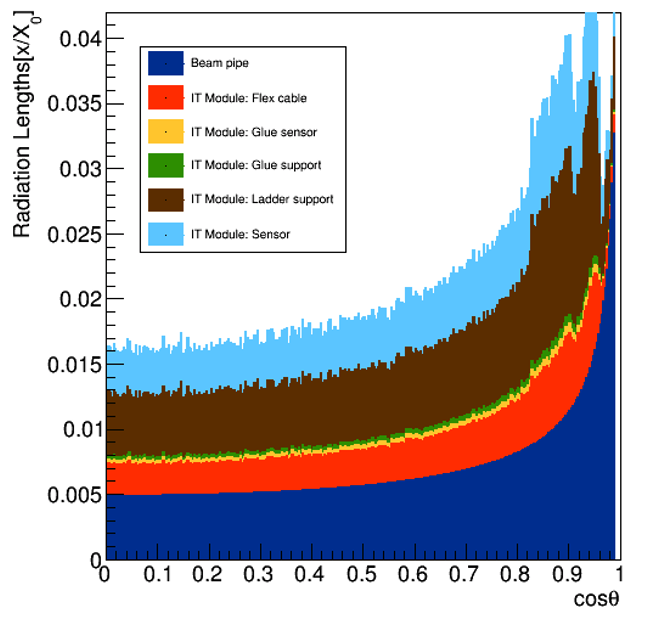 Radiation Lengths[x/X0]
0.04
0.035
0.03
0.025
0.02
0.015
0.01
0.005
0
Beam pipe
IT Module: Flex cable
IT Module: Glue sensor
IT Module: Glue support
IT Module: Ladder support
IT Module: Sensor
0 0.1 0.2 0.3 0.4 0.5 0.6 0.7 0.8 0.9 1
cosθ